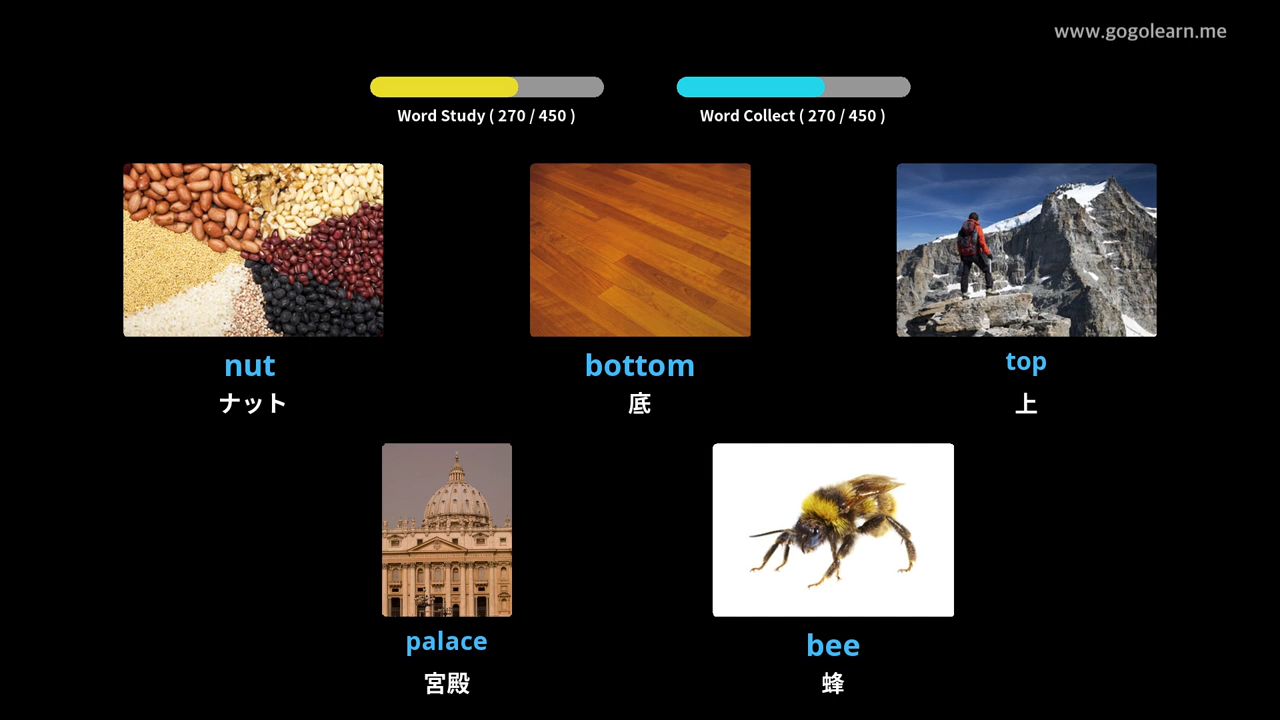 www.gogolearn.me
Word Study ( 270 / 450 )
Word Collect ( 270 / 450 )
nut
ナット
bottom
底
top
上
palace
宮殿
bee
蜂